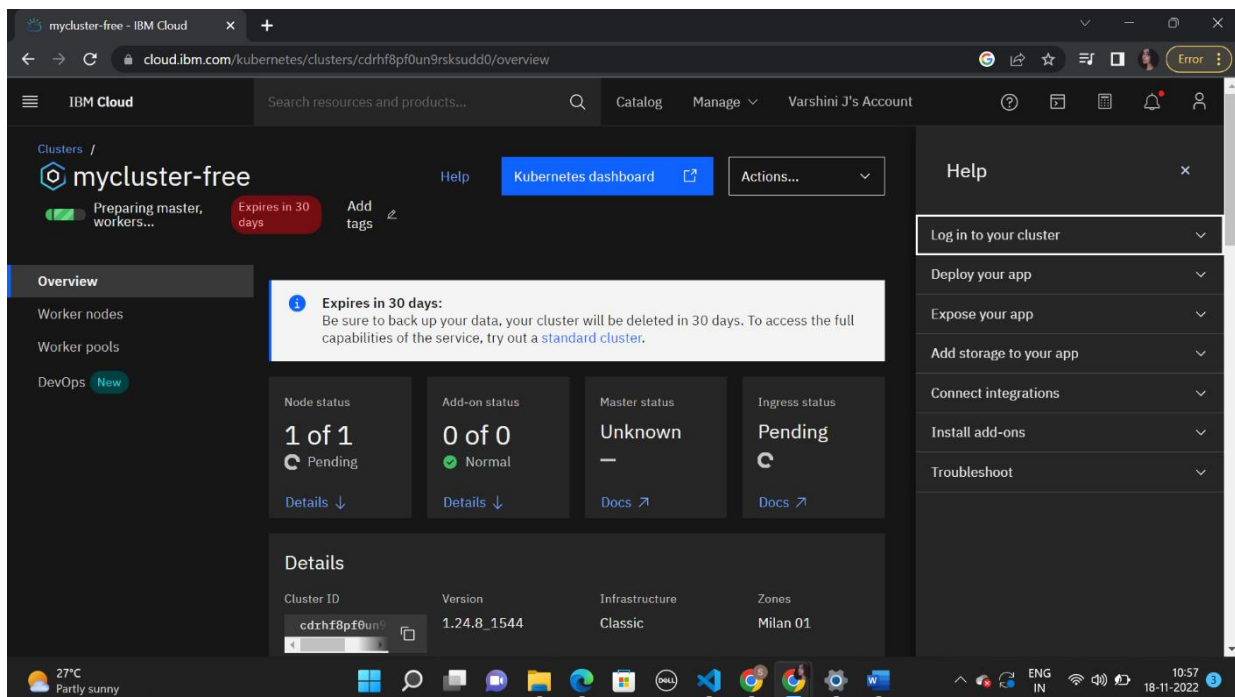 mycluster-free - IBM Cloud
cloud.ibm.com/kubernetes/clusters/cdrhf8pf0un9rsksudd0/overview
Error
IBM Cloud
Search resources and products...
Catalog
Manage
Varshini J's Account
Clusters /
mycluster-free
Help
Kubernetes dashboard
Actions...
Preparing master,
workers...
Expires in 30
days
Add
tags
Overview
Worker nodes
Worker pools
DevOps New
Expires in 30 days:
Be sure to back up your data, your cluster will be deleted in 30 days. To access the full
capabilities of the service, try out a standard cluster.
Node status
1 of 1
Pending
Details
Add-on status
0 of 0
Normal
Details
Master status
Unknown
Docs
Ingress status
Pending
Docs
Details
Cluster ID
cdrhf8pf0un9
Version
1.24.8_1544
Infrastructure
Classic
Zones
Milan 01
Help
Log in to your cluster
Deploy your app
Expose your app
Add storage to your app
Connect integrations
Install add-ons
Troubleshoot
27°C
Partly sunny
DELL
ENG
IN
10:57
18-11-2022
3